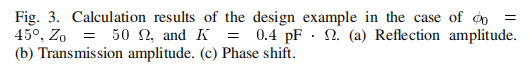 Fig. 3. Calculation results of the design example in the case of ϕ₀ =
45°, Z₀ = 50 Ω, and K = 0.4 pF · Ω. (a) Reflection amplitude.
(b) Transmission amplitude. (c) Phase shift.